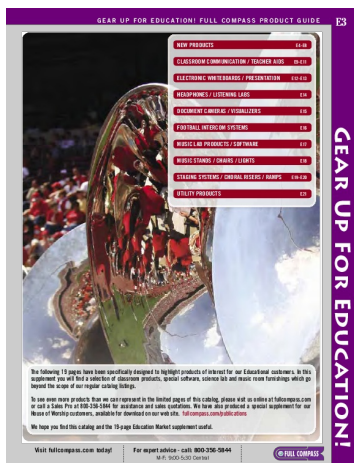 GEAR UP FOR EDUCATION! FULL COMPASS PRODUCT GUIDE E3
NEW PRODUCTS E4-E8
CLASSROOM COMMUNICATION / TEACHER AIDS E9-E11
ELECTRONIC WHITEBOARDS / PRESENTATION E12-E13
HEADPHONES / LISTENING LABS E14
DOCUMENT CAMERAS / VISUALIZERS E15
FOOTBALL INTERCOM SYSTEMS E16
MUSIC LAB PRODUCTS / SOFTWARE E17
MUSIC STANDS / CHAIRS / LIGHTS E18
STAGING SYSTEMS / CHORAL RISERS / RAMPS E19-E20
UTILITY PRODUCTS E21
GEAR UP FOR EDUCATION!
The following 19 pages have been specifically designed to highlight products of interest for our Educational customers. In this
supplement you will find a selection of classroom products, special software, science lab and music room furnishings which go
beyond the scope of our regular catalog listings.
To see even more products than we can represent in the limited pages of this catalog, please visit us online at fullcompass.com
or call a Sales Pro at 800-356-5844 for assistance and sales quotations. We have also produced a special supplement for our
House of Worship customers, available for download on our web site. fullcompass.com/publications
We hope you find this catalog and the 19-page Education Market supplement useful.
Visit fullcompass.com today!
For expert advice - call: 800-356-5844
M-F: 9:00-5:30 Central
FULL COMPASS